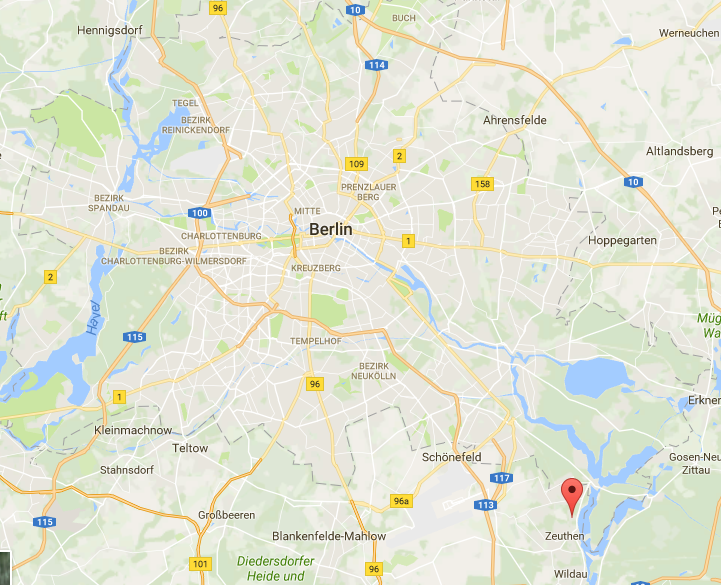 96
10
BUCH
Hennigsdorf
Werneuchen
114
TEGEL
BEZIRK
REINICKENDORF
Ahrensfelde
2
109
Altlandsberg
10
158
PRENZLAUER
BERG
BEZIRK
SPANDAU
100
MITTE
Berlin
CHARLOTTENBURG
1
Hoppegarten
BEZIRK
CHARLOTTENBURG-WILMERSDORF
KREUZBERG
2
Havel
115
TEMPELHOF
Müg
Wa
BEZIRK
NEUKÖLLN
96
1
Erkner
Kleinmachnow
Teltow
Stahnsdorf
Schönefeld
Gosen-Neu
Zittau
117
113
96a
115
Großbeeren
Blankenfelde-Mahlow
Zeuthen
101
Diedersdorfer
Heide und
96
Wildau